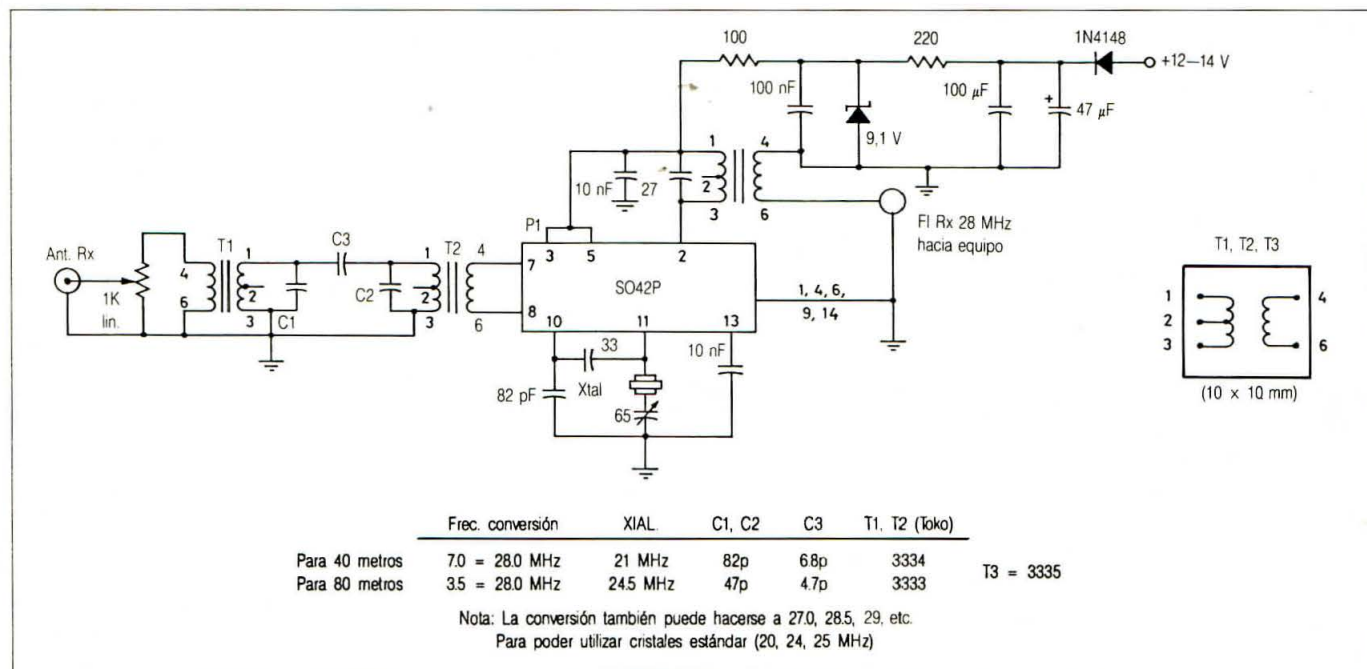 100
220
1N4148
+12—14 V
100 nF
100 µF
+
47 µF
9,1 V
1
4
2
3
6
10 nF
27
P1
FI Rx 28 MHz
hacia equipo
Ant. Rx
1K
lin.
4
6
T1
1
2
3
C1
C3
C2
1
2
3
T2
4
6
3
5
2
7
8
SO42P
10
11
13
1, 4, 6,
9, 14
33
Xtal
82 pF
65
10 nF
T1, T2, T3
1
2
3
4
6
(10 x 10 mm)
Frec. conversión XIAL. C1, C2 C3 T1, T2 (Toko)
Para 40 metros 7.0 = 28.0 MHz 21 MHz 82p 6.8p 3334
Para 80 metros 3.5 = 28.0 MHz 24.5 MHz 47p 4.7p 3333
T3 = 3335
Nota: La conversión también puede hacerse a 27.0, 28.5, 29, etc.
Para poder utilizar cristales estándar (20, 24, 25 MHz)